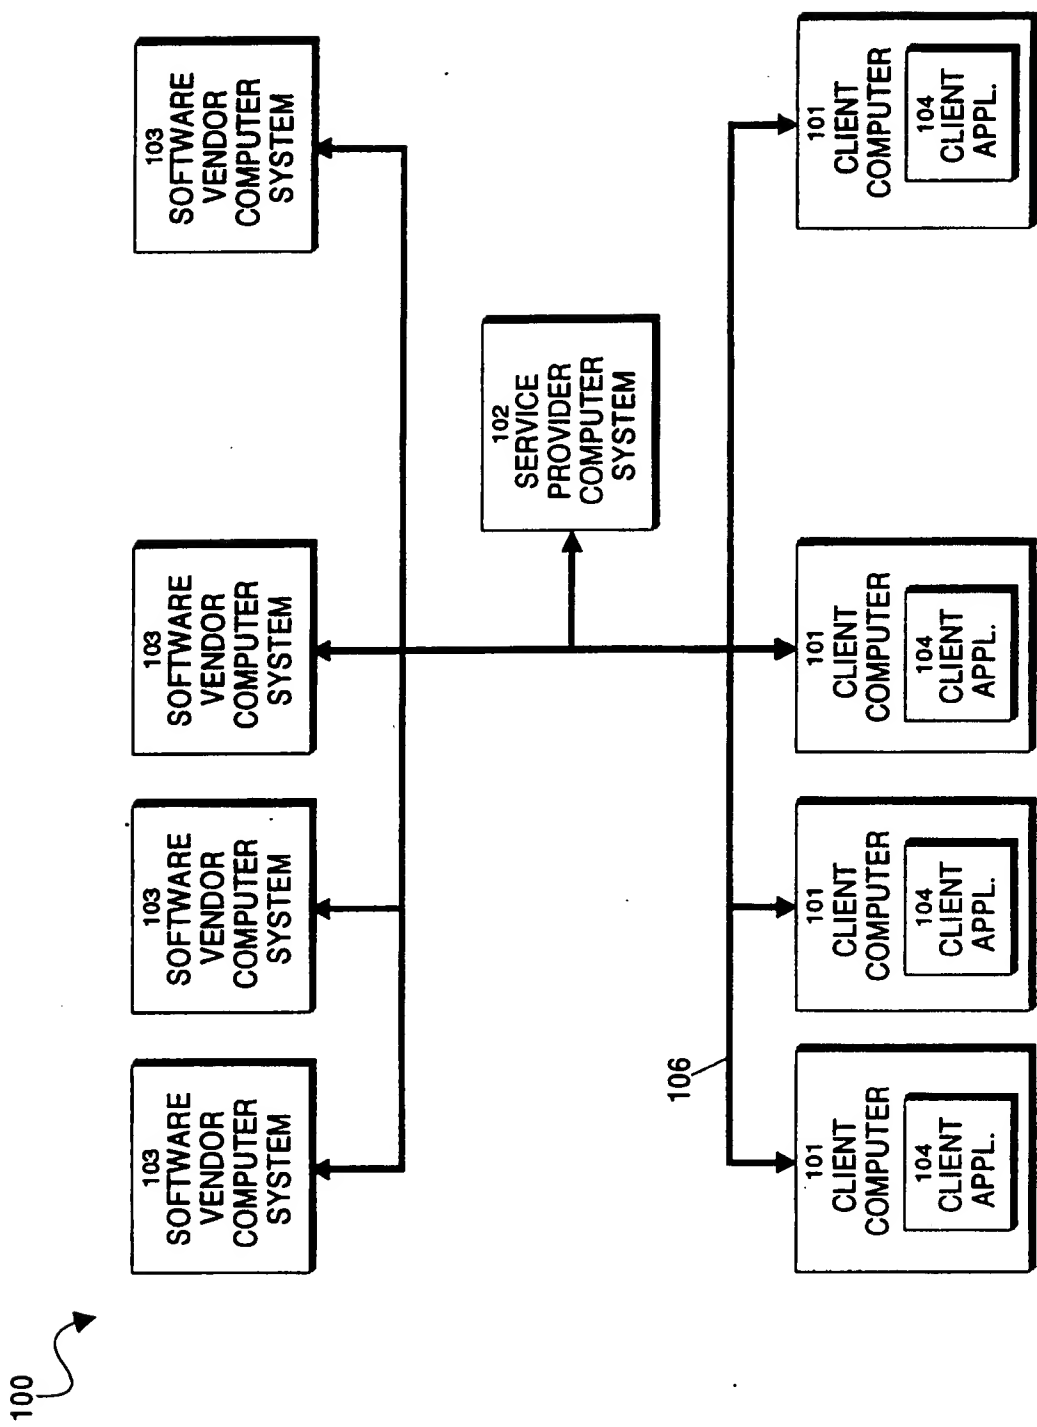 100
103
SOFTWARE
VENDOR
COMPUTER
SYSTEM
103
SOFTWARE
VENDOR
COMPUTER
SYSTEM
103
SOFTWARE
VENDOR
COMPUTER
SYSTEM
103
SOFTWARE
VENDOR
COMPUTER
SYSTEM
102
SERVICE
PROVIDER
COMPUTER
SYSTEM
106
101
CLIENT
COMPUTER
104
CLIENT
APPL.
101
CLIENT
COMPUTER
104
CLIENT
APPL.
101
CLIENT
COMPUTER
104
CLIENT
APPL.
101
CLIENT
COMPUTER
104
CLIENT
APPL.